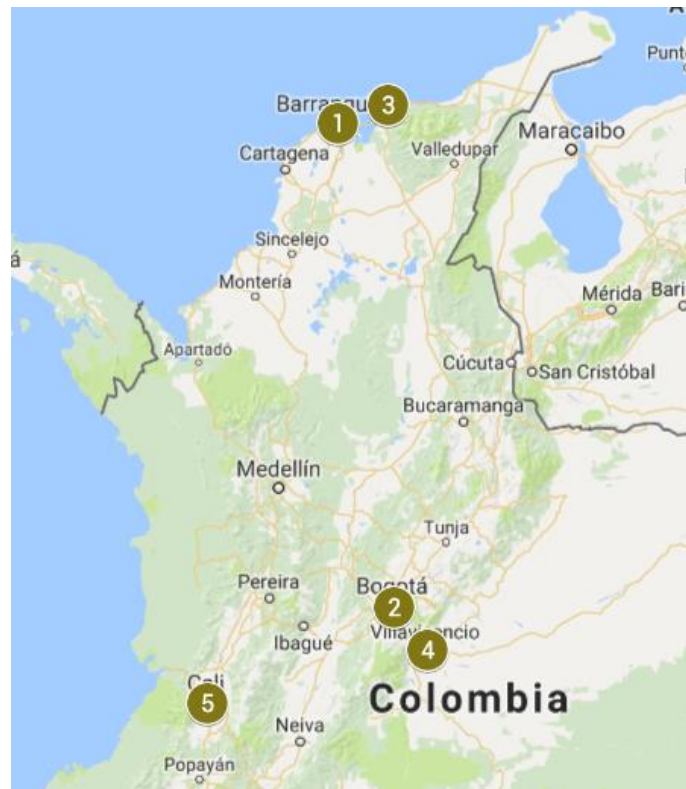 3
Barranqu
1
Punt
Maracaibo
Valledupar
Cartagena
Sincelejo
á
Montería
Mérida
Bari
Apartadó
Cúcuta
San Cristóbal
Bucaramanga
Medellín
Tunja
Pereira
Bogotá
2
Ibagué
Villavicencio
4
Cali
5
Colombia
Neiva
Popayán